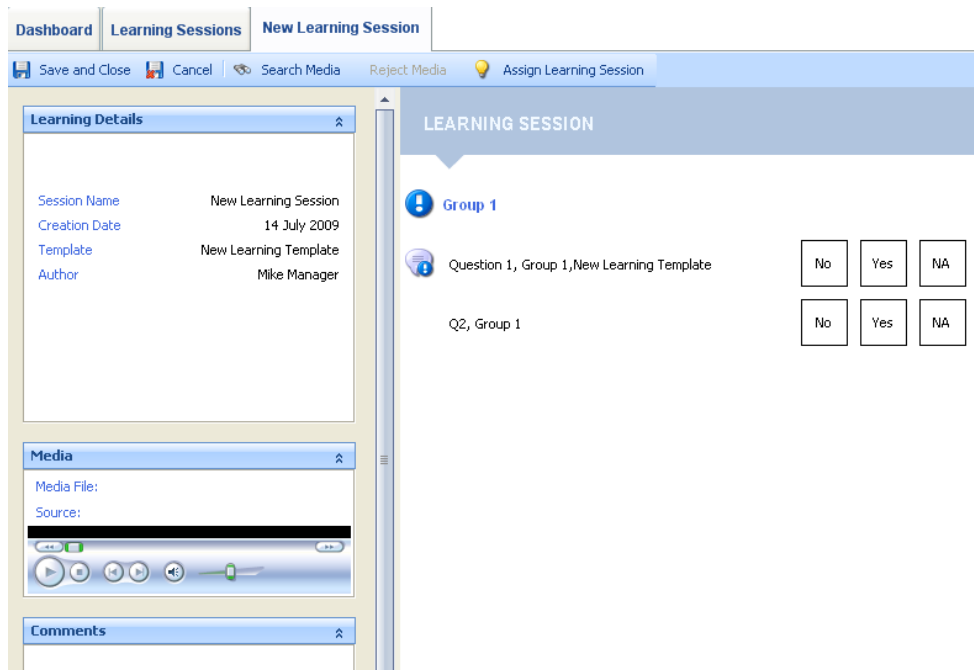 Dashboard Learning Sessions New Learning Session
Save and Close Cancel Search Media Reject Media Assign Learning Session
Learning Details
Session Name New Learning Session
Creation Date 14 July 2009
Template New Learning Template
Author Mike Manager
Media
Media File:
Source:
Comments
LEARNING SESSION
Group 1
Question 1, Group 1,New Learning Template No Yes NA
Q2, Group 1 No Yes NA